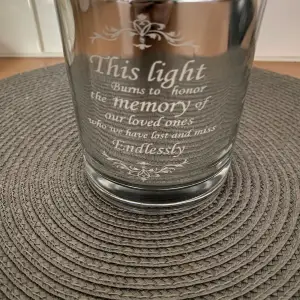 This light
Burns to honor
the memory of
our loved ones
who we have lost and miss
Endlessly